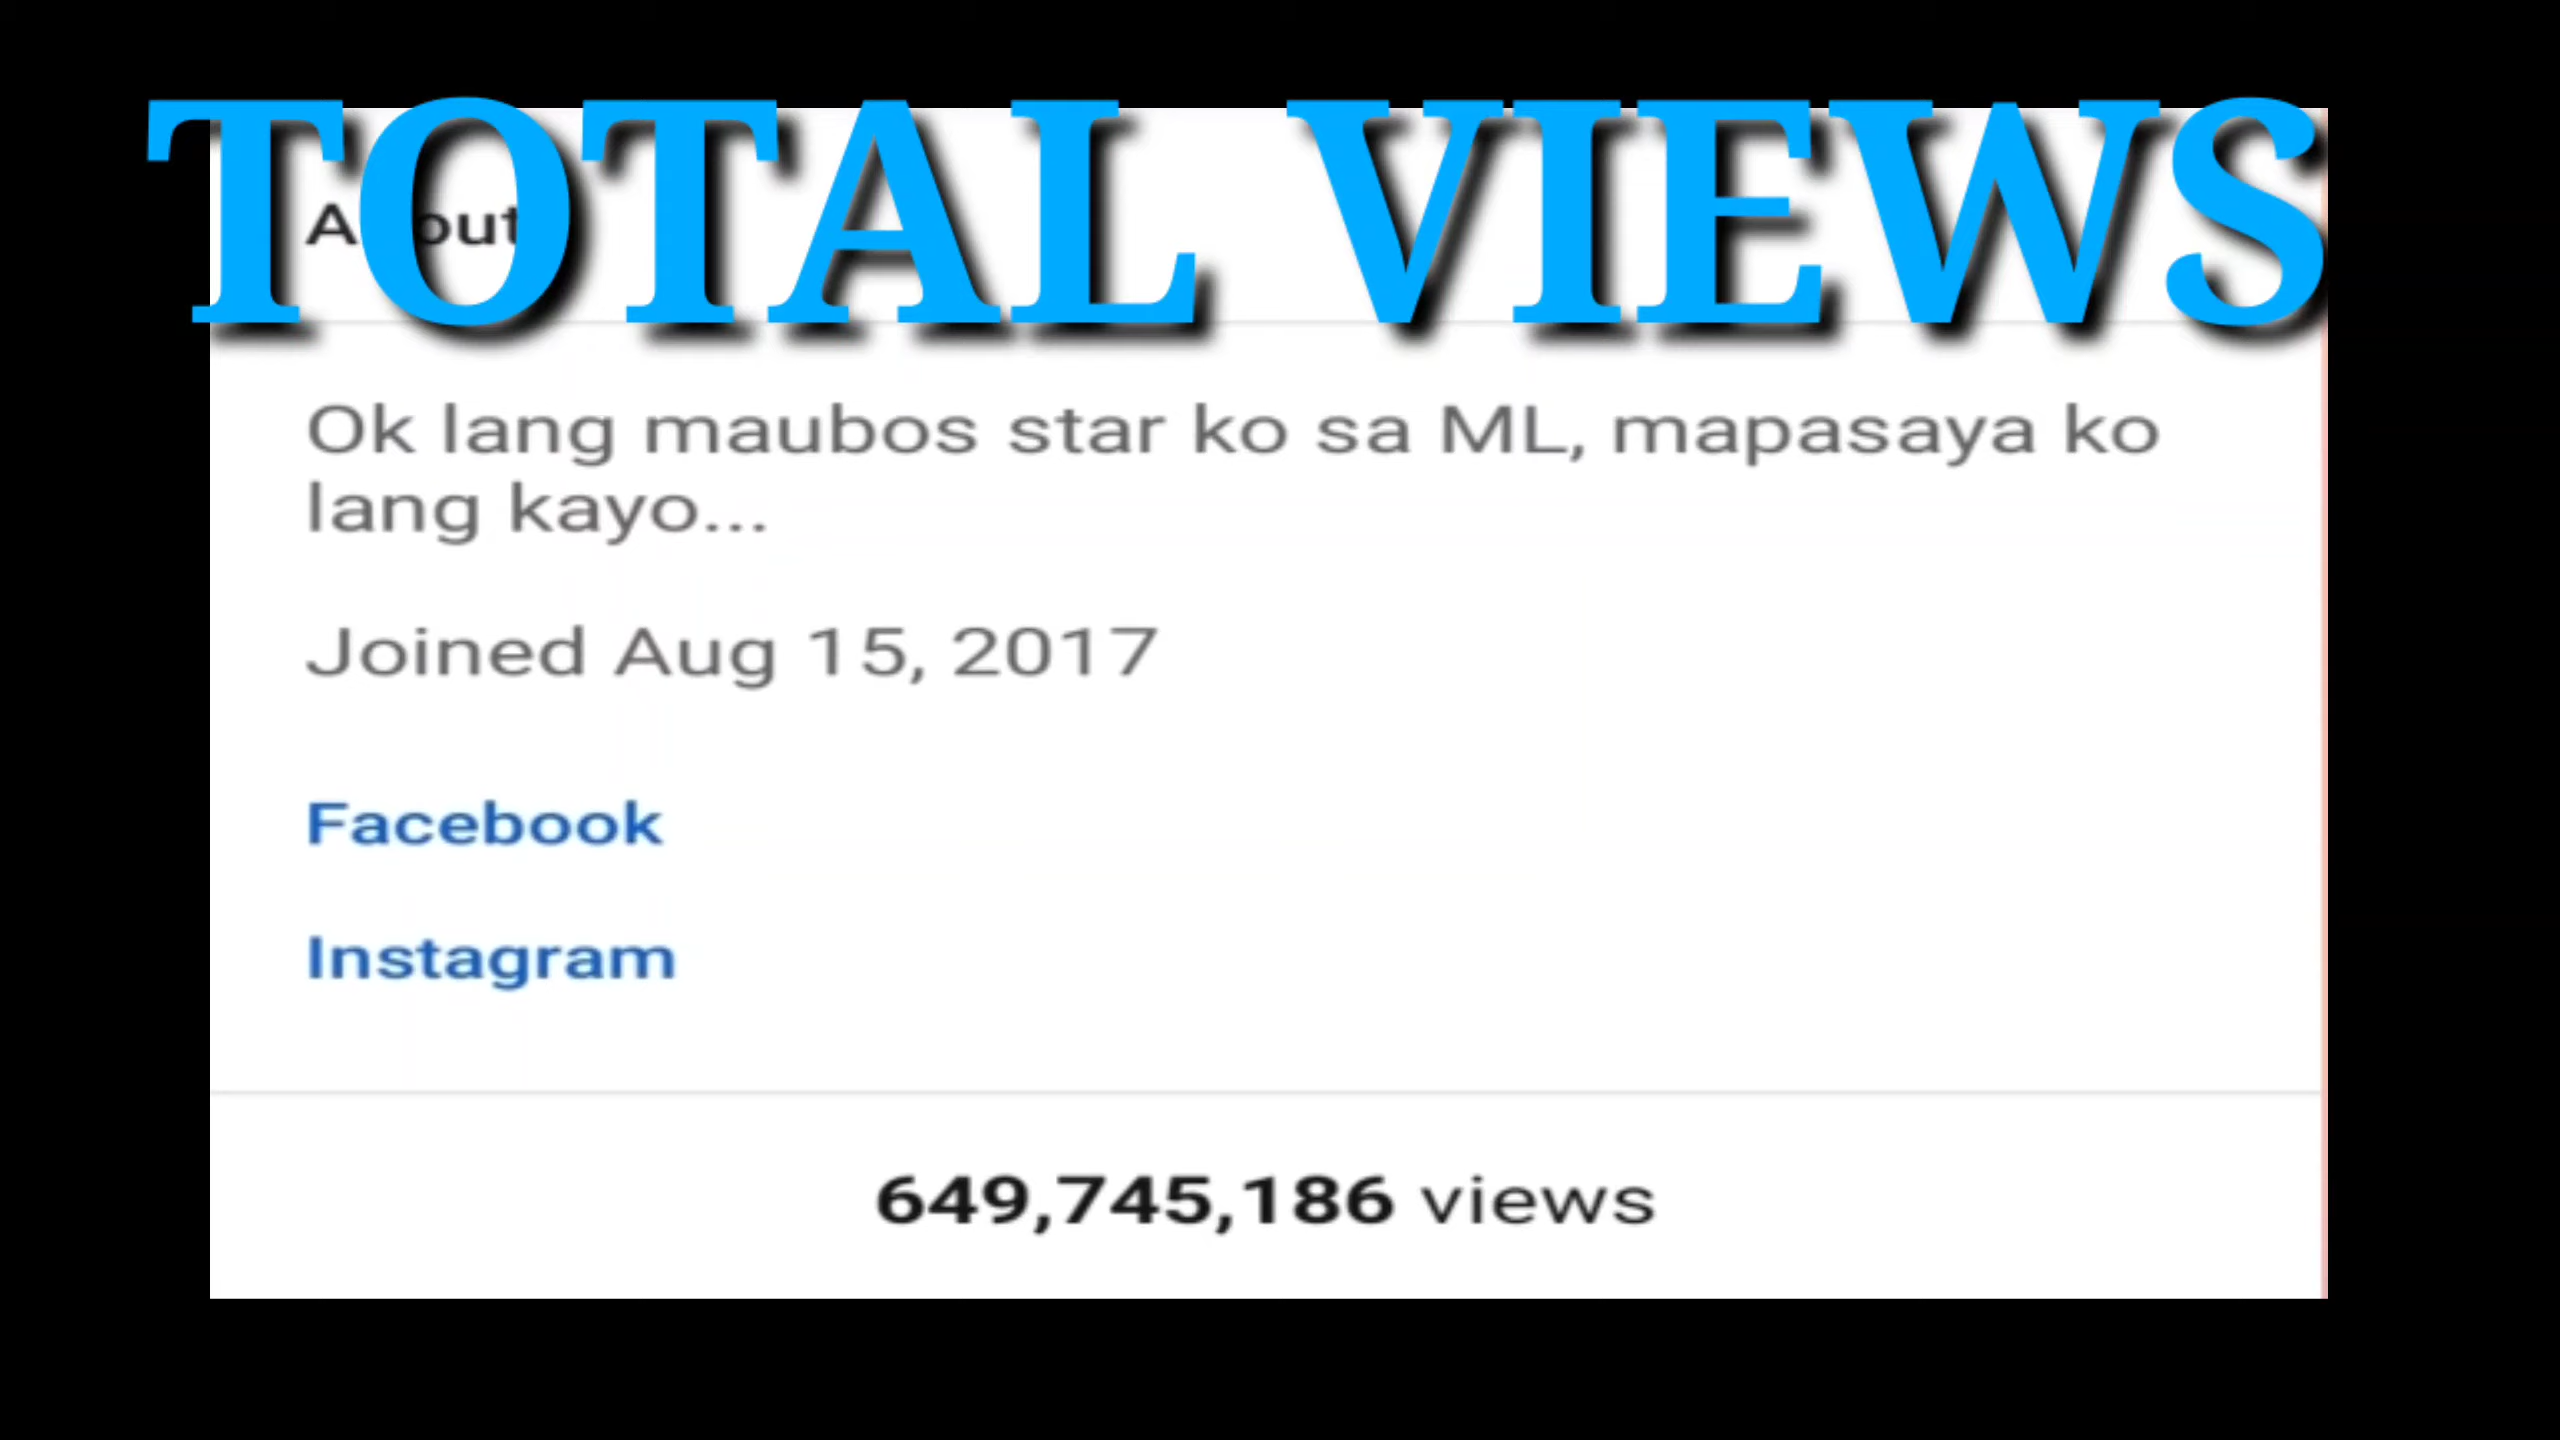 TOTAL VIEWS
About
Ok lang maubos star ko sa ML, mapasaya ko
lang kayo...
Joined Aug 15, 2017
Facebook
Instagram
649,745,186 views